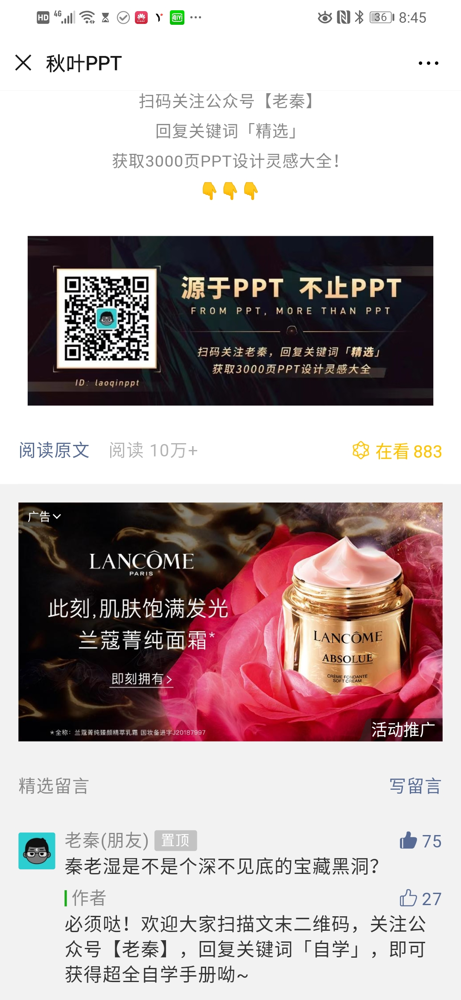 HD 4G 36 8:45
秋叶PPT
扫码关注公众号【老秦】
回复关键词「精选」
获取3000页PPT设计灵感大全！
源于PPT 不止PPT
FROM PPT, MORE THAN PPT
扫码关注老秦，回复关键词「精选」
获取3000页PPT设计灵感大全
ID: laoqinppt
阅读原文 阅读 10万+ 在看 883
广告
LANCÔME
PARIS
此刻,肌肤饱满发光
兰蔻菁纯面霜*
即刻拥有>
LANCÔME
ABSOLUE
CRÈME FONDANTE
SOFT CREAM
*全称：兰蔻菁纯臻颜精萃乳霜 国妆备进字J20187997
活动推广
精选留言 写留言
老秦(朋友) 置顶 75
秦老湿是不是个深不见底的宝藏黑洞？
作者 27
必须哒！欢迎大家扫描文末二维码，关注公
众号【老秦】，回复关键词「自学」，即可
获得超全自学手册呦~